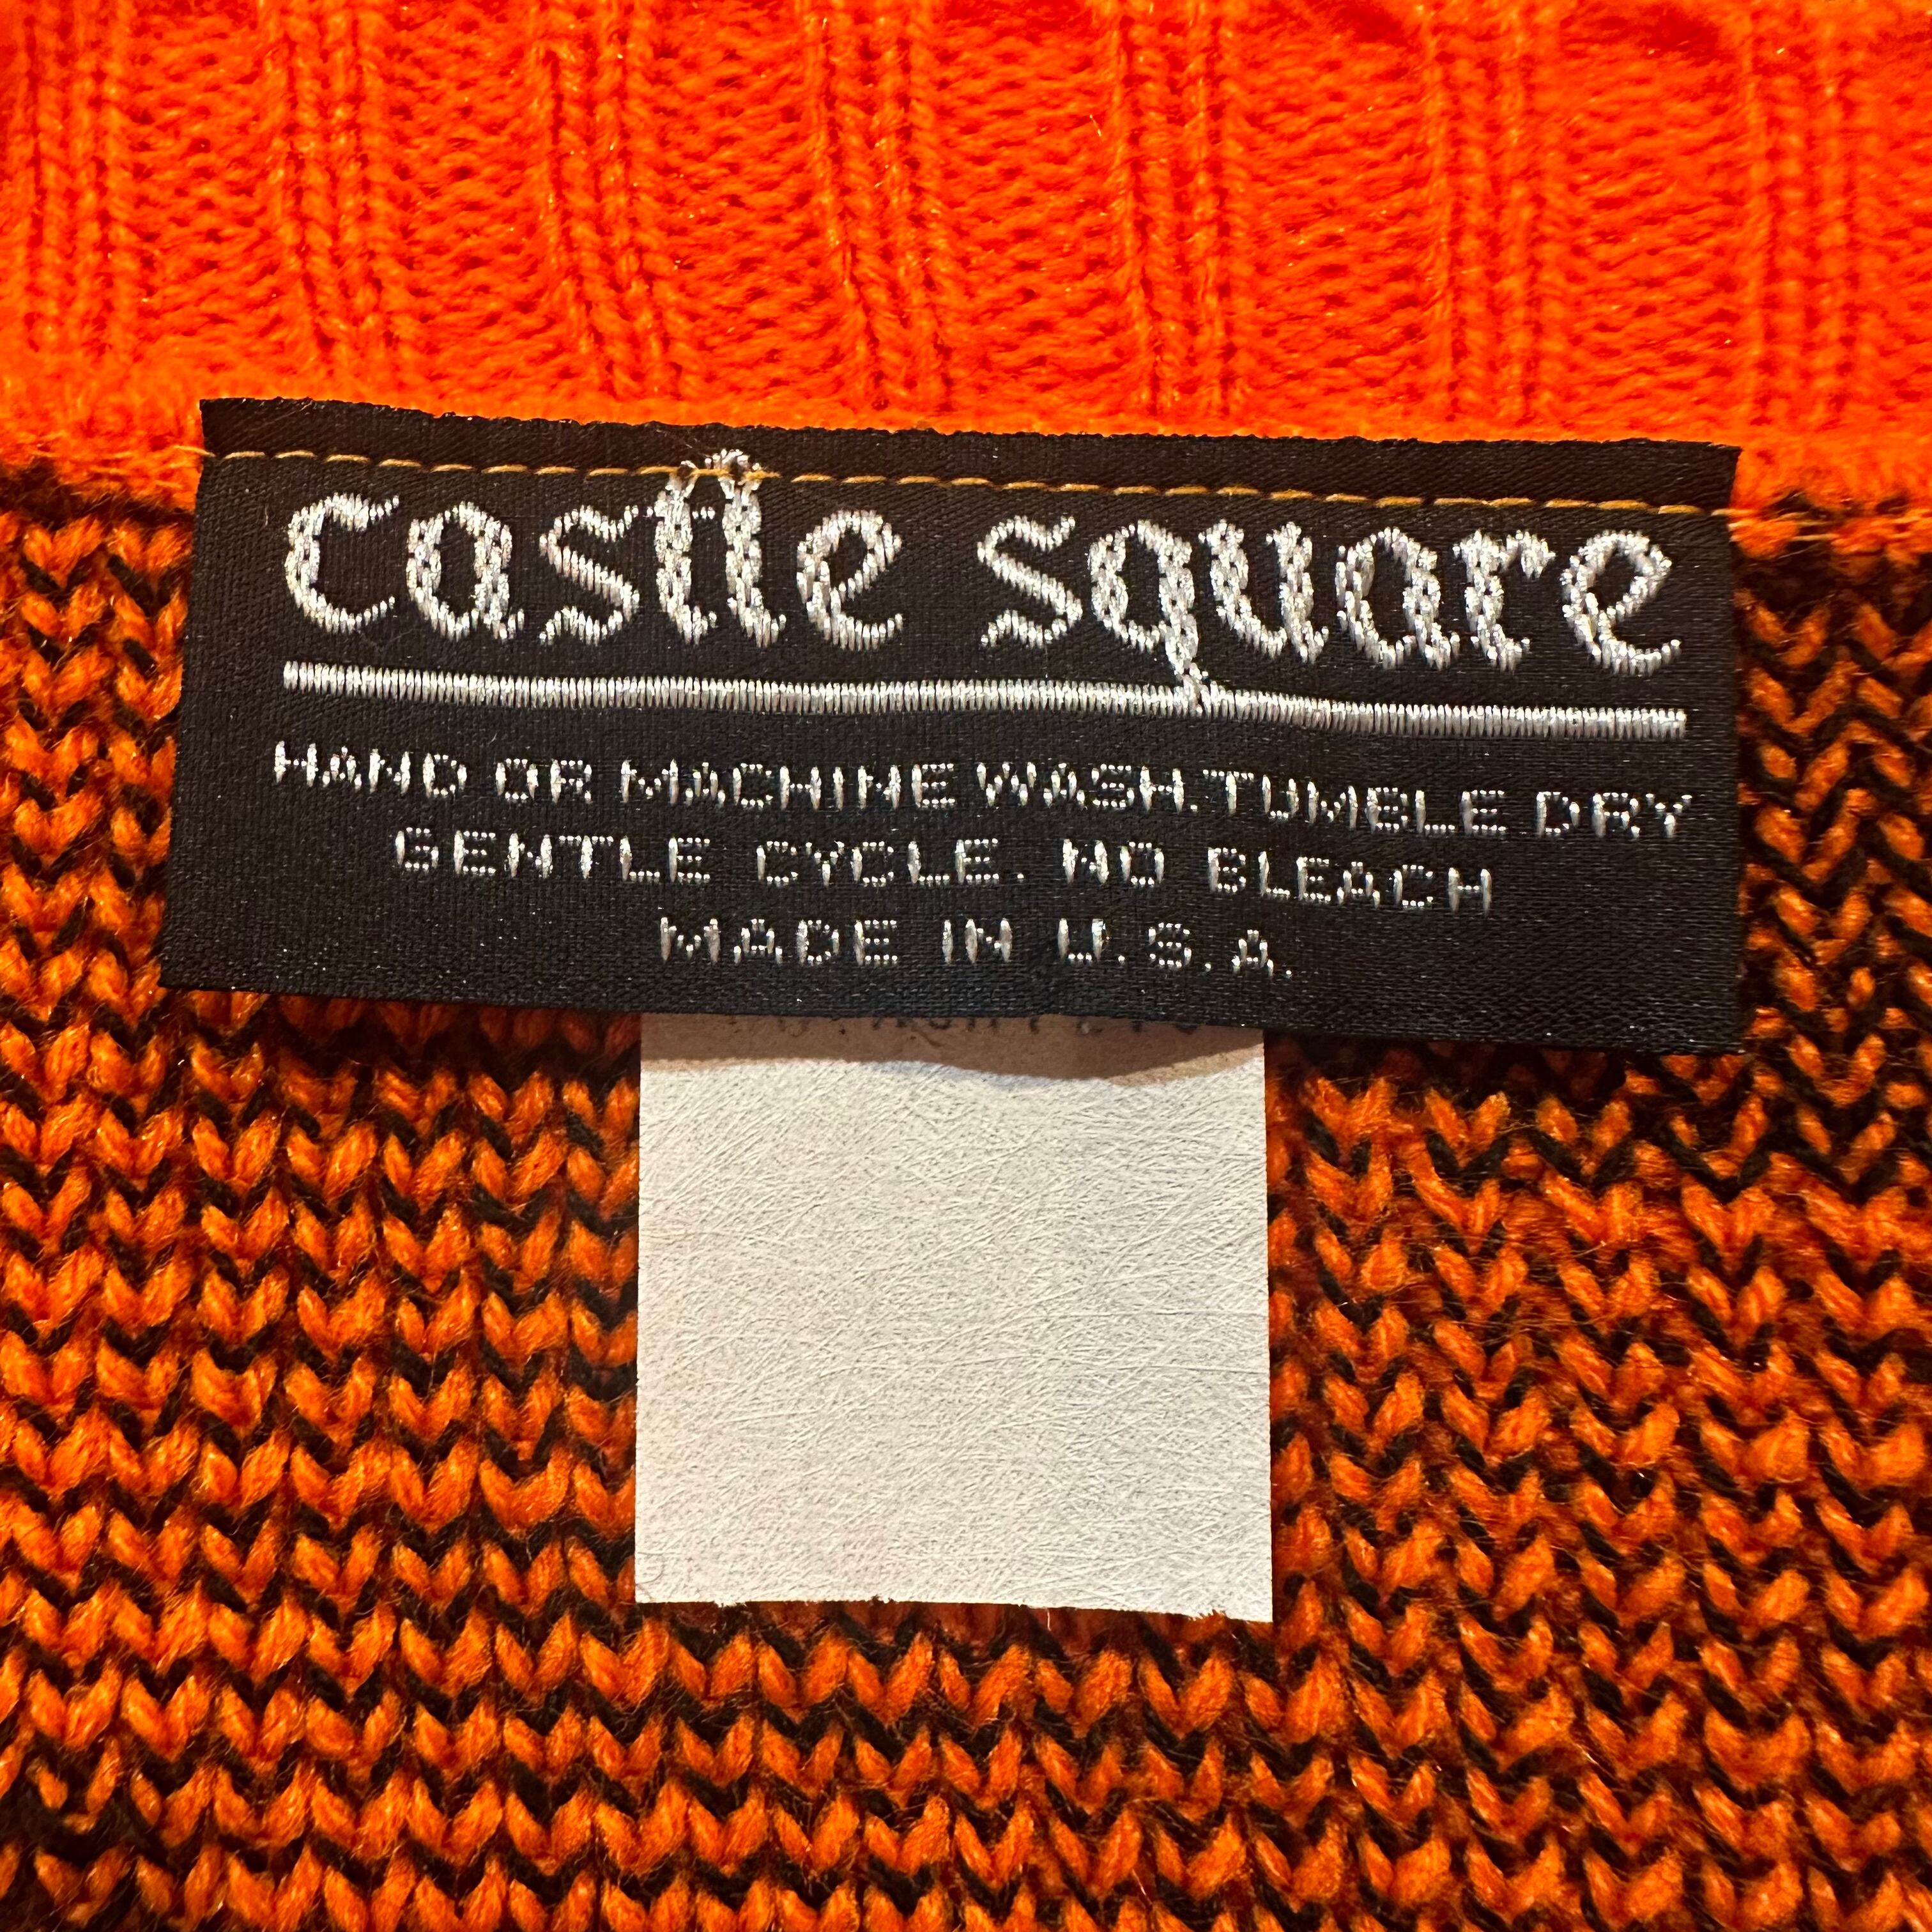 castle square
HAND OR MACHINE WASH. TUMBLE DRY
GENTLE CYCLE. NO BLEACH
MADE IN U.S.A.